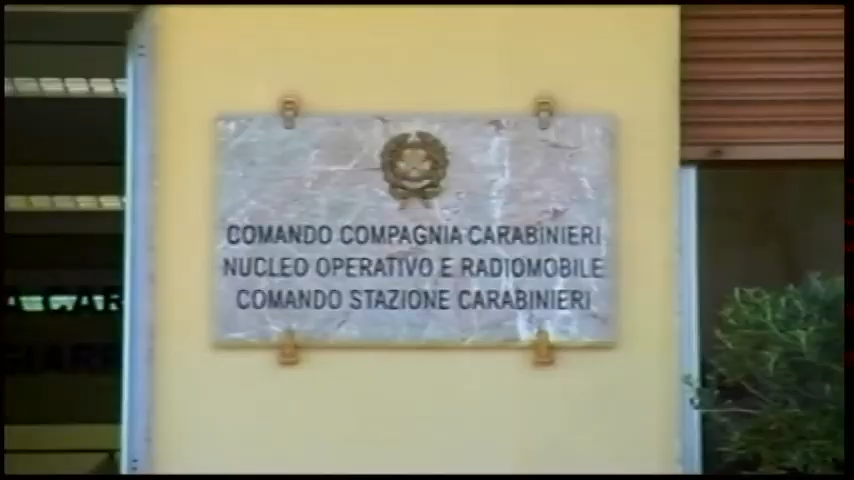 COMANDO COMPAGNIA CARABINIERI
NUCLEO OPERATIVO E RADIOMOBILE
COMANDO STAZIONE CARABINIERI